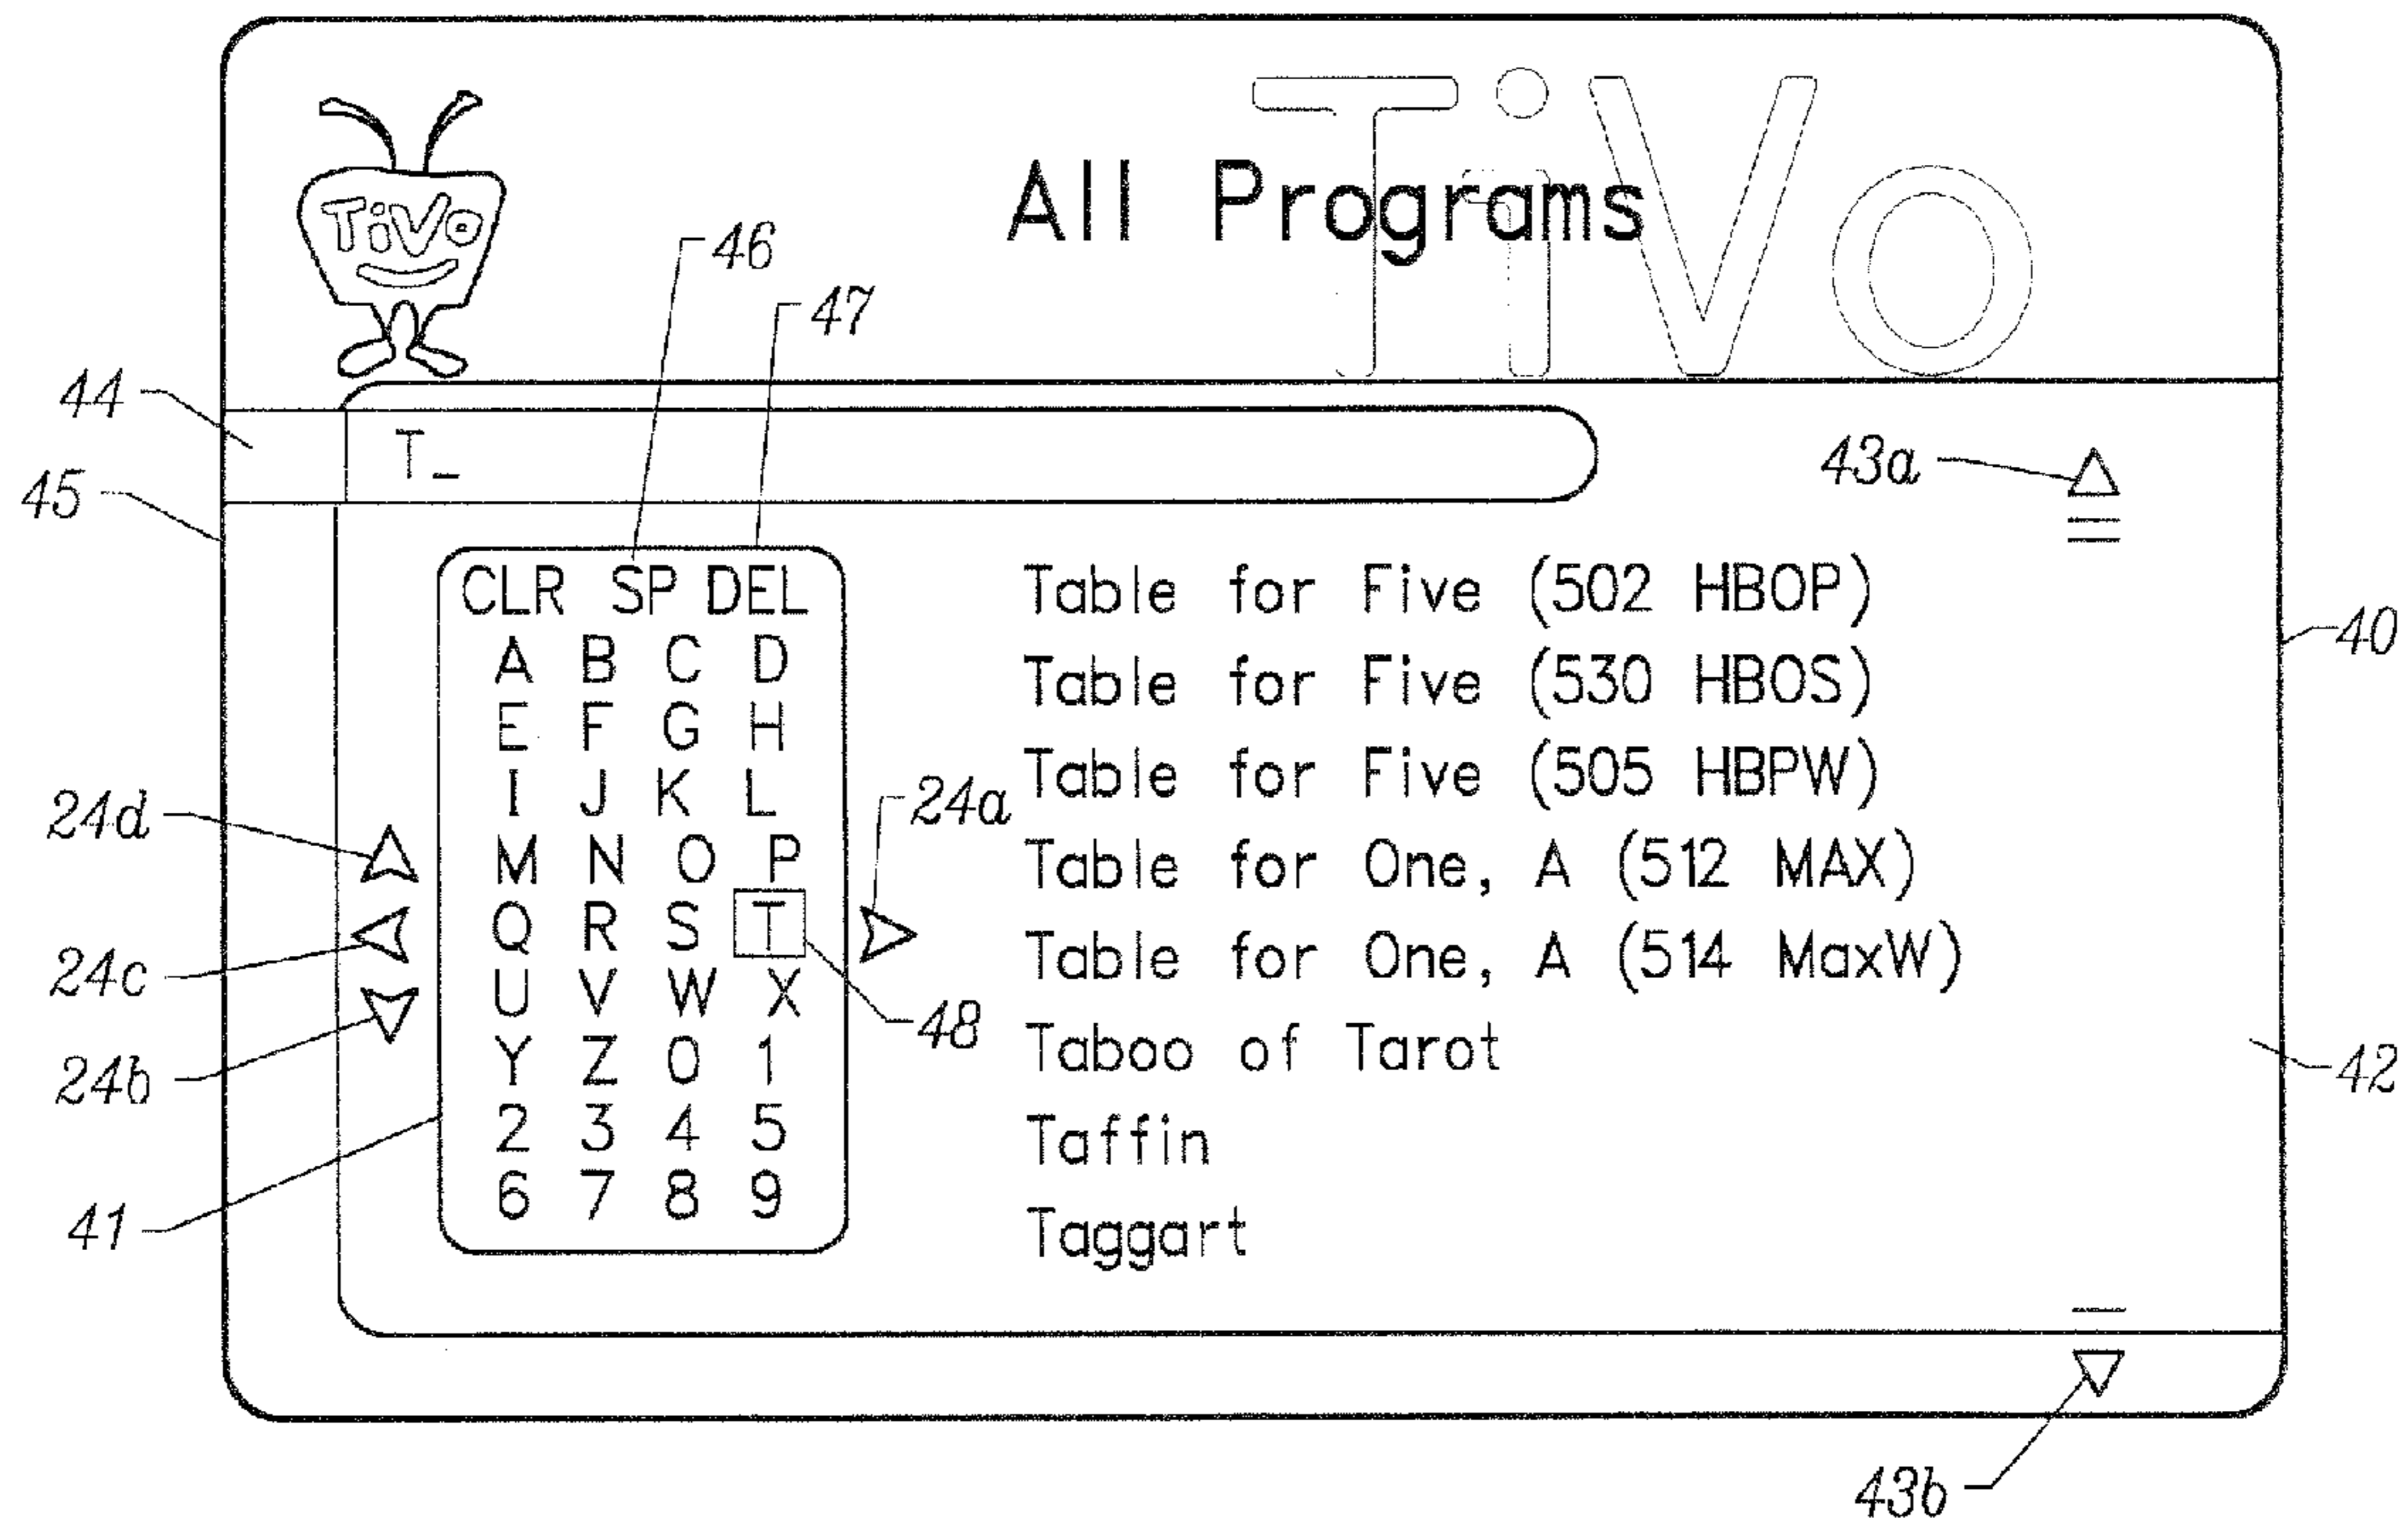 TiVo
TiVo
All Programs
46
47
44
T_
43a
45
CLR SP DEL
A B C D
E F G H
I J K L
M N O P
Q R S T
U V W X
Y Z 0 1
2 3 4 5
6 7 8 9
Table for Five (502 HBOP)
Table for Five (530 HBOS)
Table for Five (505 HBPW)
Table for One, A (512 MAX)
Table for One, A (514 MaxW)
Taboo of Tarot
Taffin
Taggart
40
24d
24a
24c
48
24b
42
41
43b